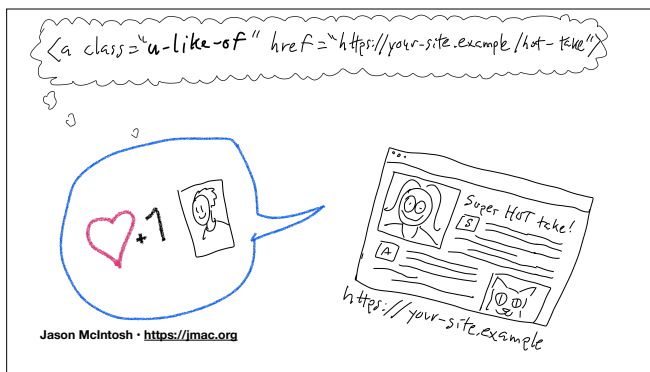 <a class="u-like-of" href="https://your-site.example/hot-take">
+1
Super HOT take!
S
A
https://your-site.example
Jason McIntosh • https://jmac.org